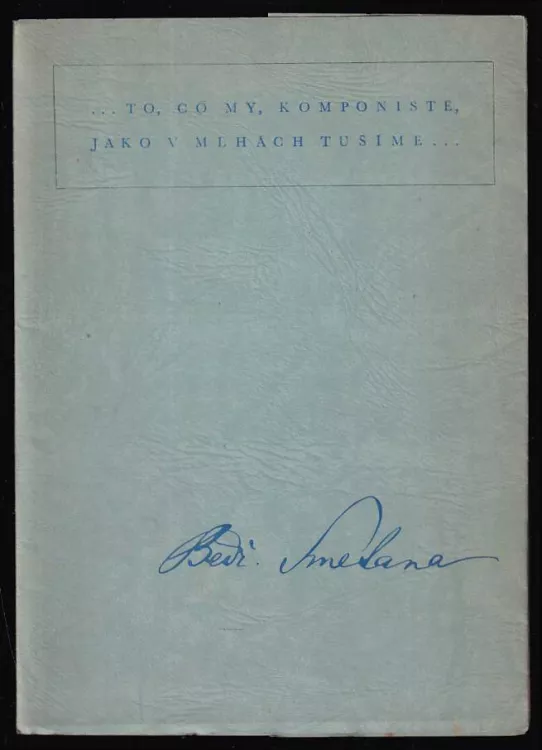 ...TO, CO MY, KOMPONISTÉ,
JAKO V MLHÁCH TUŠÍME...
Bedř. Smetana